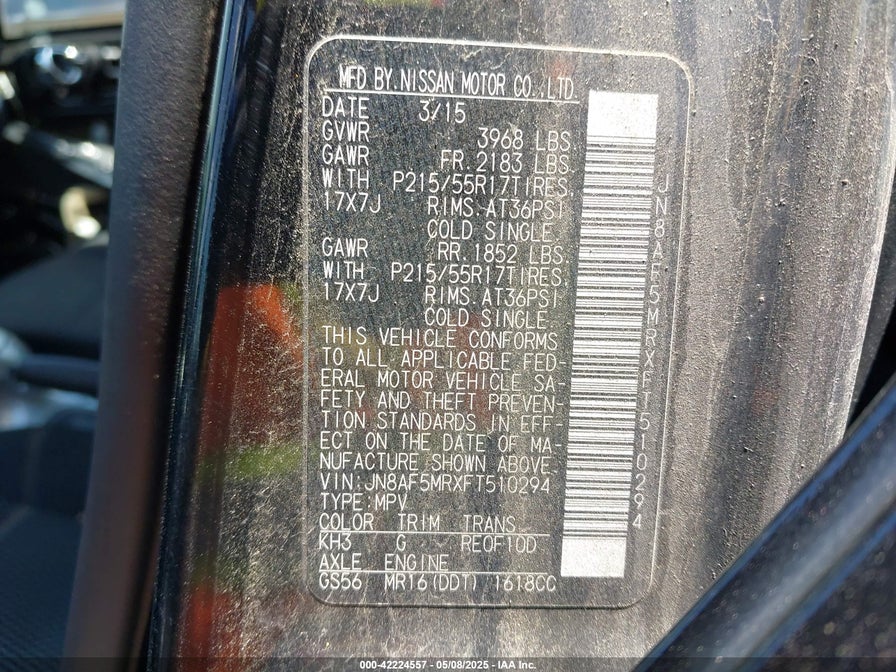 MFD BY.NISSAN MOTOR CO.,LTD.
DATE 3/15
GVWR 3968 LBS.
GAWR FR.2183 LBS.
WITH P215/55R17TIRES.
17X7J RIMS.AT36PSI
COLD SINGLE
GAWR RR.1852 LBS.
WITH P215/55R17TIRES.
17X7J RIMS.AT36PSI
COLD SINGLE
THIS VEHICLE CONFORMS
TO ALL APPLICABLE FED-
ERAL MOTOR VEHICLE SA-
FETY AND THEFT PREVEN-
TION STANDARDS IN EFF-
ECT ON THE DATE OF MA-
NUFACTURE SHOWN ABOVE.
VIN:JN8AF5MRXFT510294
TYPE:MPV
COLOR TRIM TRANS.
KH3 G RE0F10D
AXLE ENGINE
GS56 MR16(DDT) 1618CC
JN8AF5MRXFT510294
000-42224557 - 05/08/2025 - IAA Inc.